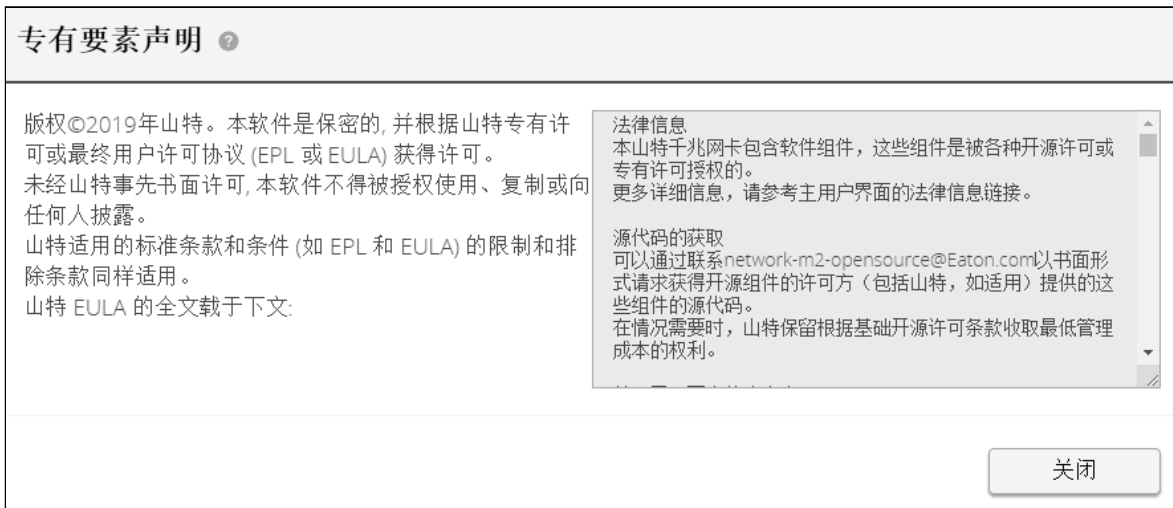 专有要素声明
版权©2019年山特。本软件是保密的, 并根据山特专有许
可或最终用户许可协议 (EPL 或 EULA) 获得许可。
未经山特事先书面许可, 本软件不得被授权使用、复制或向
任何人披露。
山特适用的标准条款和条件 (如 EPL 和 EULA) 的限制和排
除条款同样适用。
山特 EULA 的全文载于下文:
法律信息
本山特千兆网卡包含软件组件，这些组件是被各种开源许可或
专有许可授权的。
更多详细信息，请参考主用户界面的法律信息链接。
源代码的获取
可以通过联系network-m2-opensource@Eaton.com以书面形
式请求获得开源组件的许可方（包括山特，如适用）提供的这
些组件的源代码。
在情况需要时，山特保留根据基础开源许可条款收取最低管理
成本的权利。
关闭